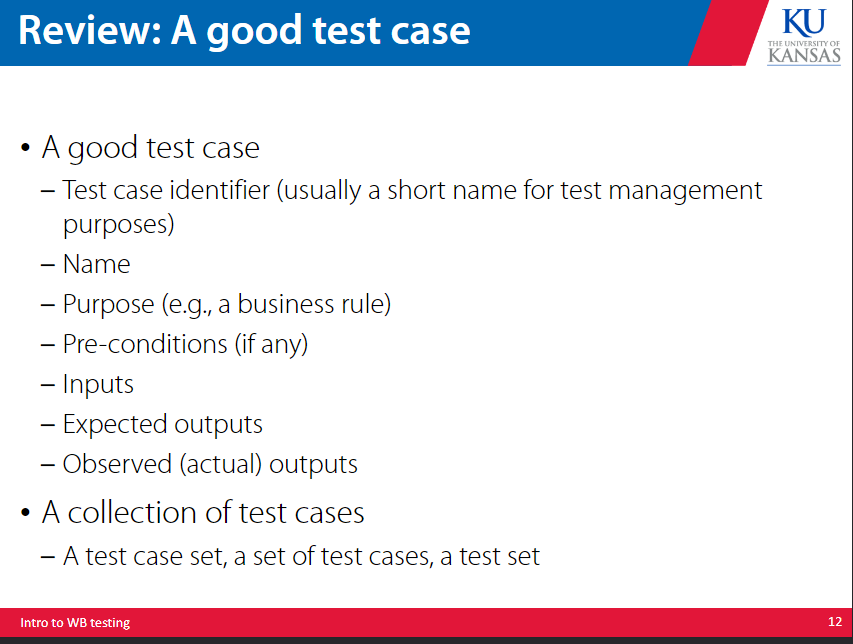 Review: A good test case
KU
THE UNIVERSITY OF
KANSAS
• A good test case
– Test case identifier (usually a short name for test management
purposes)
– Name
– Purpose (e.g., a business rule)
– Pre-conditions (if any)
– Inputs
– Expected outputs
– Observed (actual) outputs
• A collection of test cases
– A test case set, a set of test cases, a test set
Intro to WB testing
12